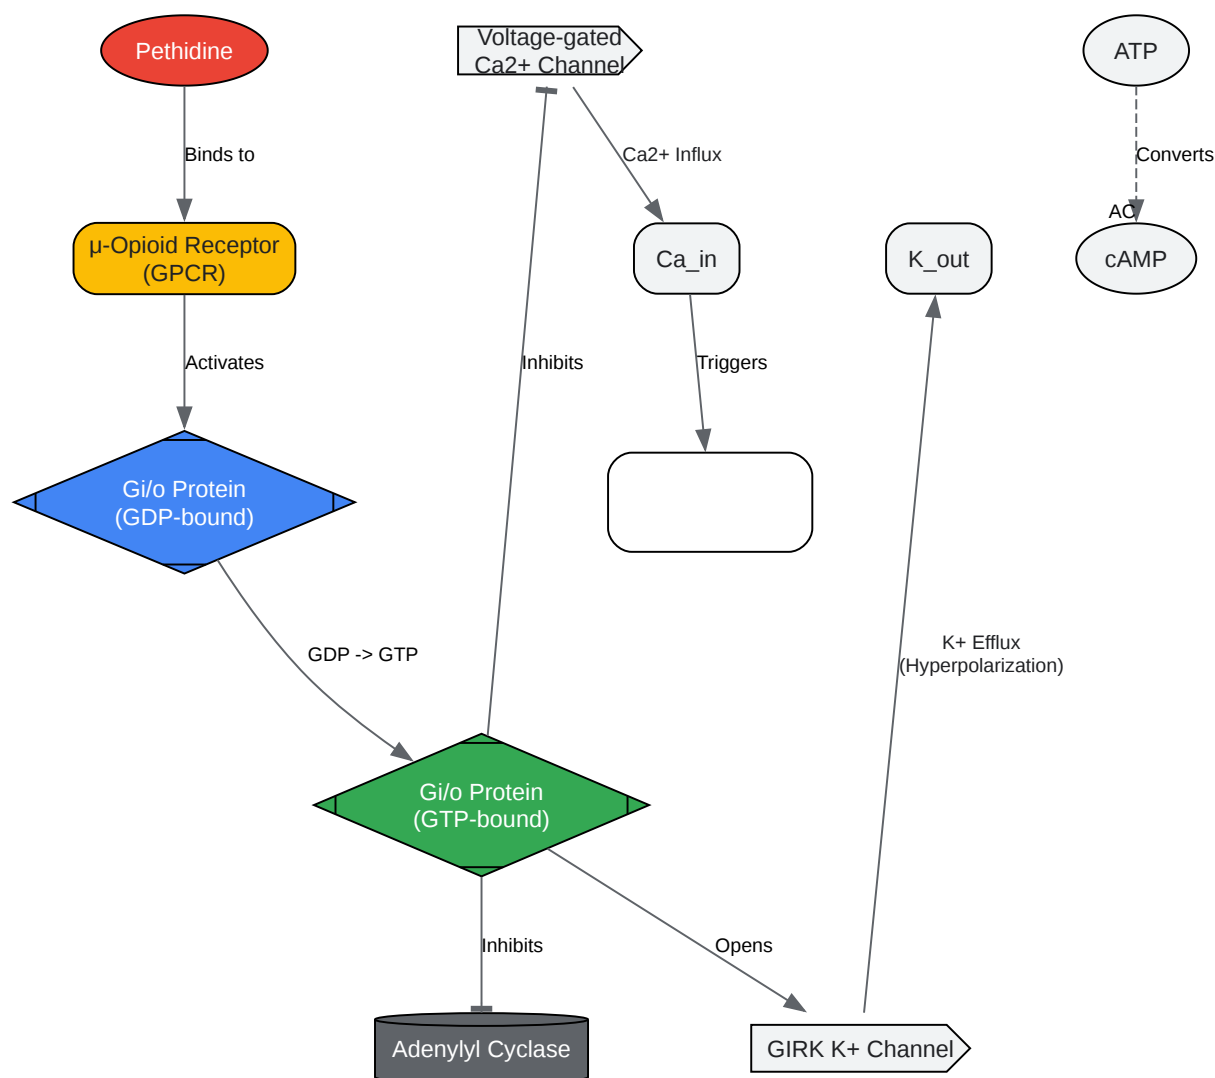 Pethidine
Voltage-gated
Ca2+ Channel
ATP
Binds to
Ca2+ Influx
Converts
AC
µ-Opioid Receptor
(GPCR)
Ca_in
K_out
cAMP
Activates
Inhibits
Triggers
Gi/o Protein
(GDP-bound)
GDP -> GTP
K+ Efflux
(Hyperpolarization)
Gi/o Protein
(GTP-bound)
Inhibits
Opens
Adenylyl Cyclase
GIRK K+ Channel